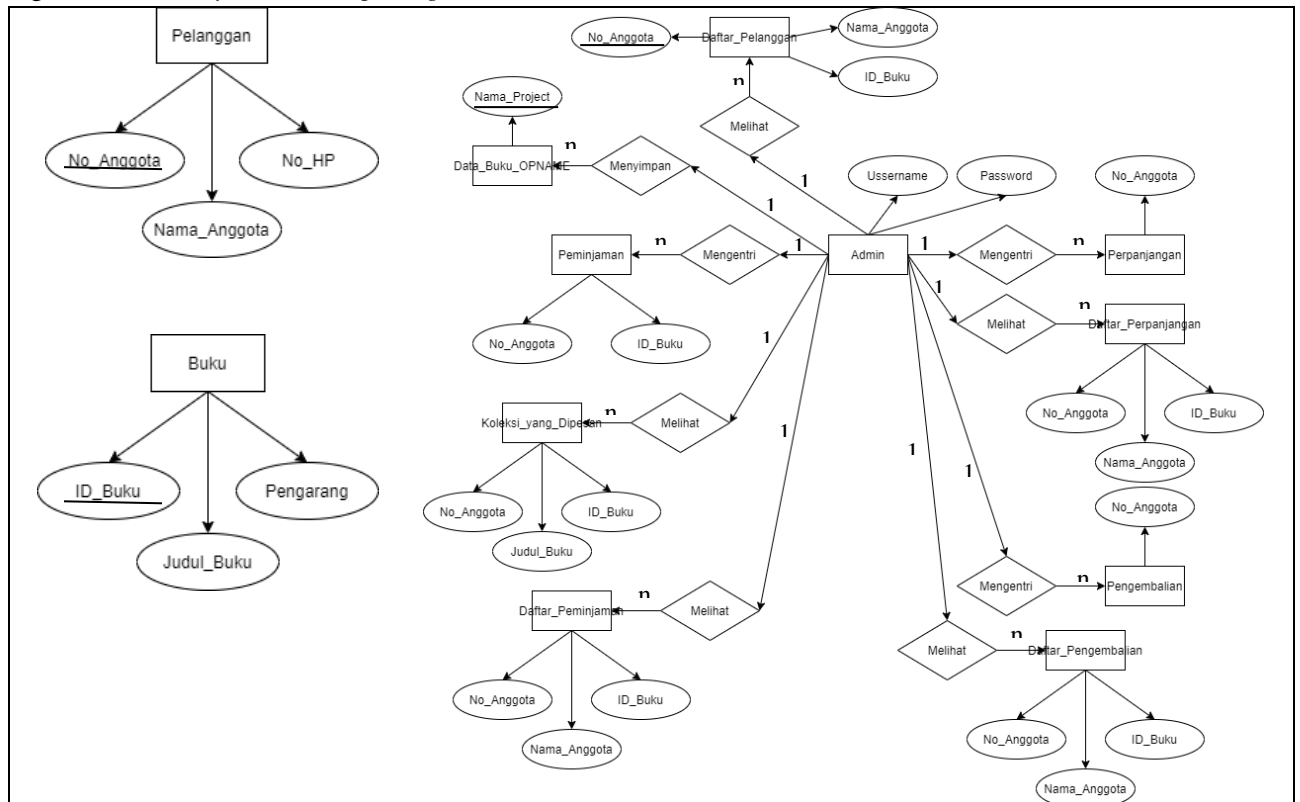 Pelanggan
No_Anggota
No_HP
Nama_Anggota
Buku
ID_Buku
Pengarang
Judul_Buku
No_Anggota
Daftar_Pelanggan
Nama_Anggota
ID_Buku
n
Melihat
1
Nama_Project
Data_Buku_OPNAME
n
Menyimpan
1
Ussername
Password
Admin
Peminjaman
n
Mengentri
1
No_Anggota
ID_Buku
Koleksi_yang_Dipesan
n
Melihat
1
No_Anggota
ID_Buku
Judul_Buku
Daftar_Peminjaman
n
Melihat
1
No_Anggota
ID_Buku
Nama_Anggota
No_Anggota
1
Mengentri
n
Perpanjangan
1
Melihat
n
Daftar_Perpanjangan
No_Anggota
ID_Buku
Nama_Anggota
No_Anggota
1
Mengentri
n
Pengembalian
1
Melihat
n
Daftar_Pengembalian
No_Anggota
ID_Buku
Nama_Anggota